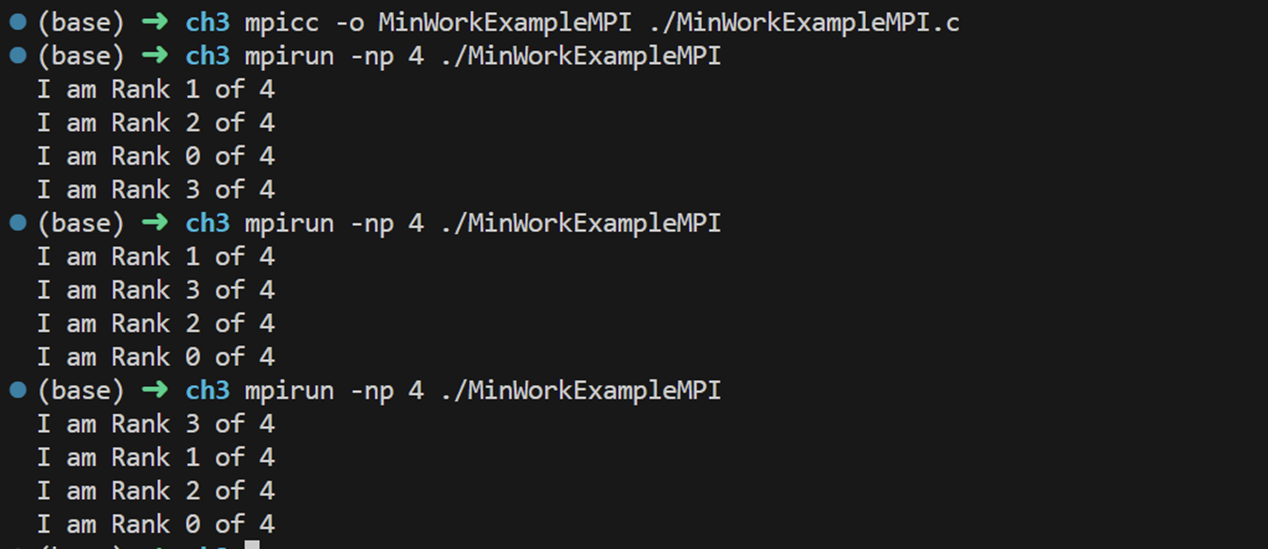 (base) ➜ ch3 mpicc -o MinWorkExampleMPI ./MinWorkExampleMPI.c
(base) ➜ ch3 mpirun -np 4 ./MinWorkExampleMPI
I am Rank 1 of 4
I am Rank 2 of 4
I am Rank 0 of 4
I am Rank 3 of 4
(base) ➜ ch3 mpirun -np 4 ./MinWorkExampleMPI
I am Rank 1 of 4
I am Rank 3 of 4
I am Rank 2 of 4
I am Rank 0 of 4
(base) ➜ ch3 mpirun -np 4 ./MinWorkExampleMPI
I am Rank 3 of 4
I am Rank 1 of 4
I am Rank 2 of 4
I am Rank 0 of 4